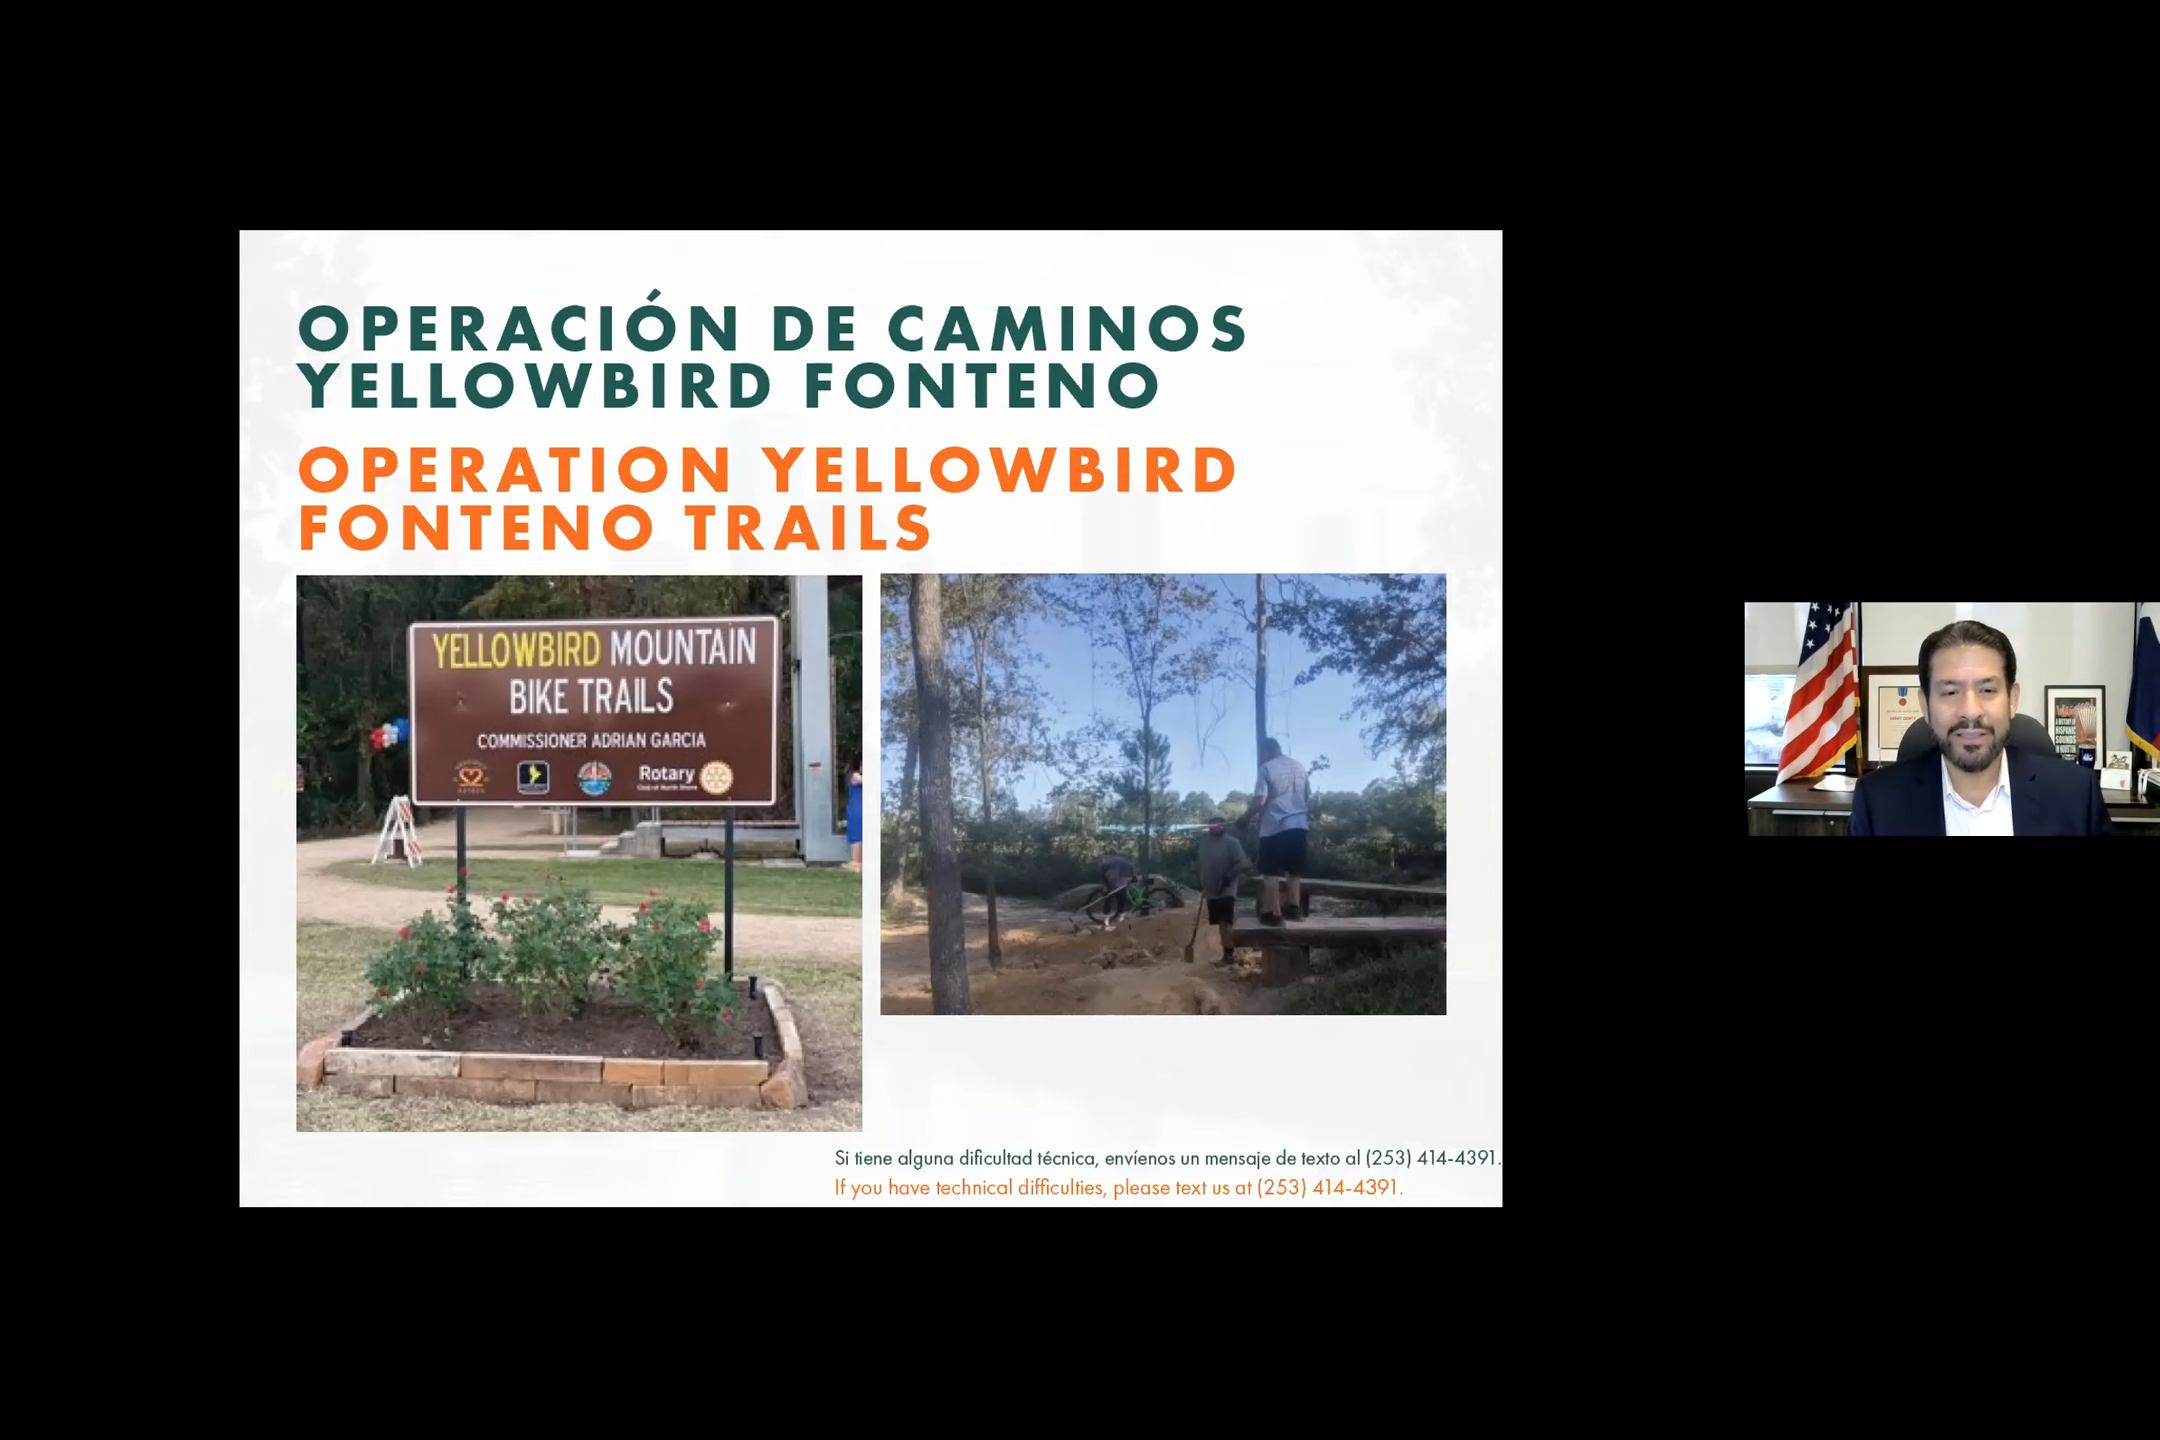 OPERACIÓN DE CAMINOS
YELLOWBIRD FONTENO
OPERATION YELLOWBIRD
FONTENO TRAILS
YELLOWBIRD MOUNTAIN
BIKE TRAILS
COMMISSIONER ADRIAN GARCIA
Rotary
Si tiene alguna dificultad técnica, envíenos un mensaje de texto al (253) 414-4391.
If you have technical difficulties, please text us at (253) 414-4391.
HISPANIC
SOUNDS